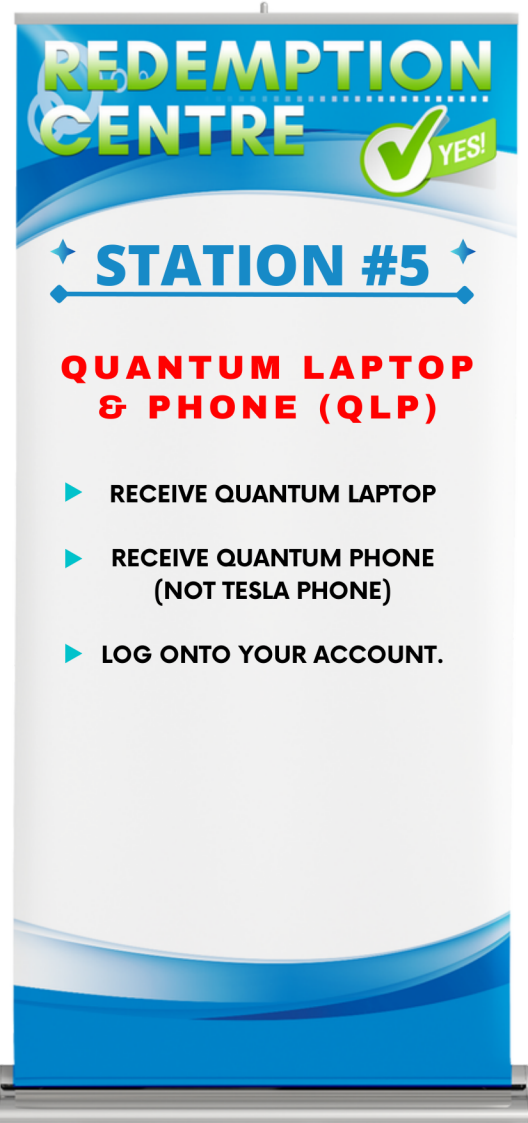 REDEMPTION
CENTRE
YES!
STATION #5
QUANTUM LAPTOP
& PHONE (QLP)
RECEIVE QUANTUM LAPTOP
RECEIVE QUANTUM PHONE
(NOT TESLA PHONE)
LOG ONTO YOUR ACCOUNT.